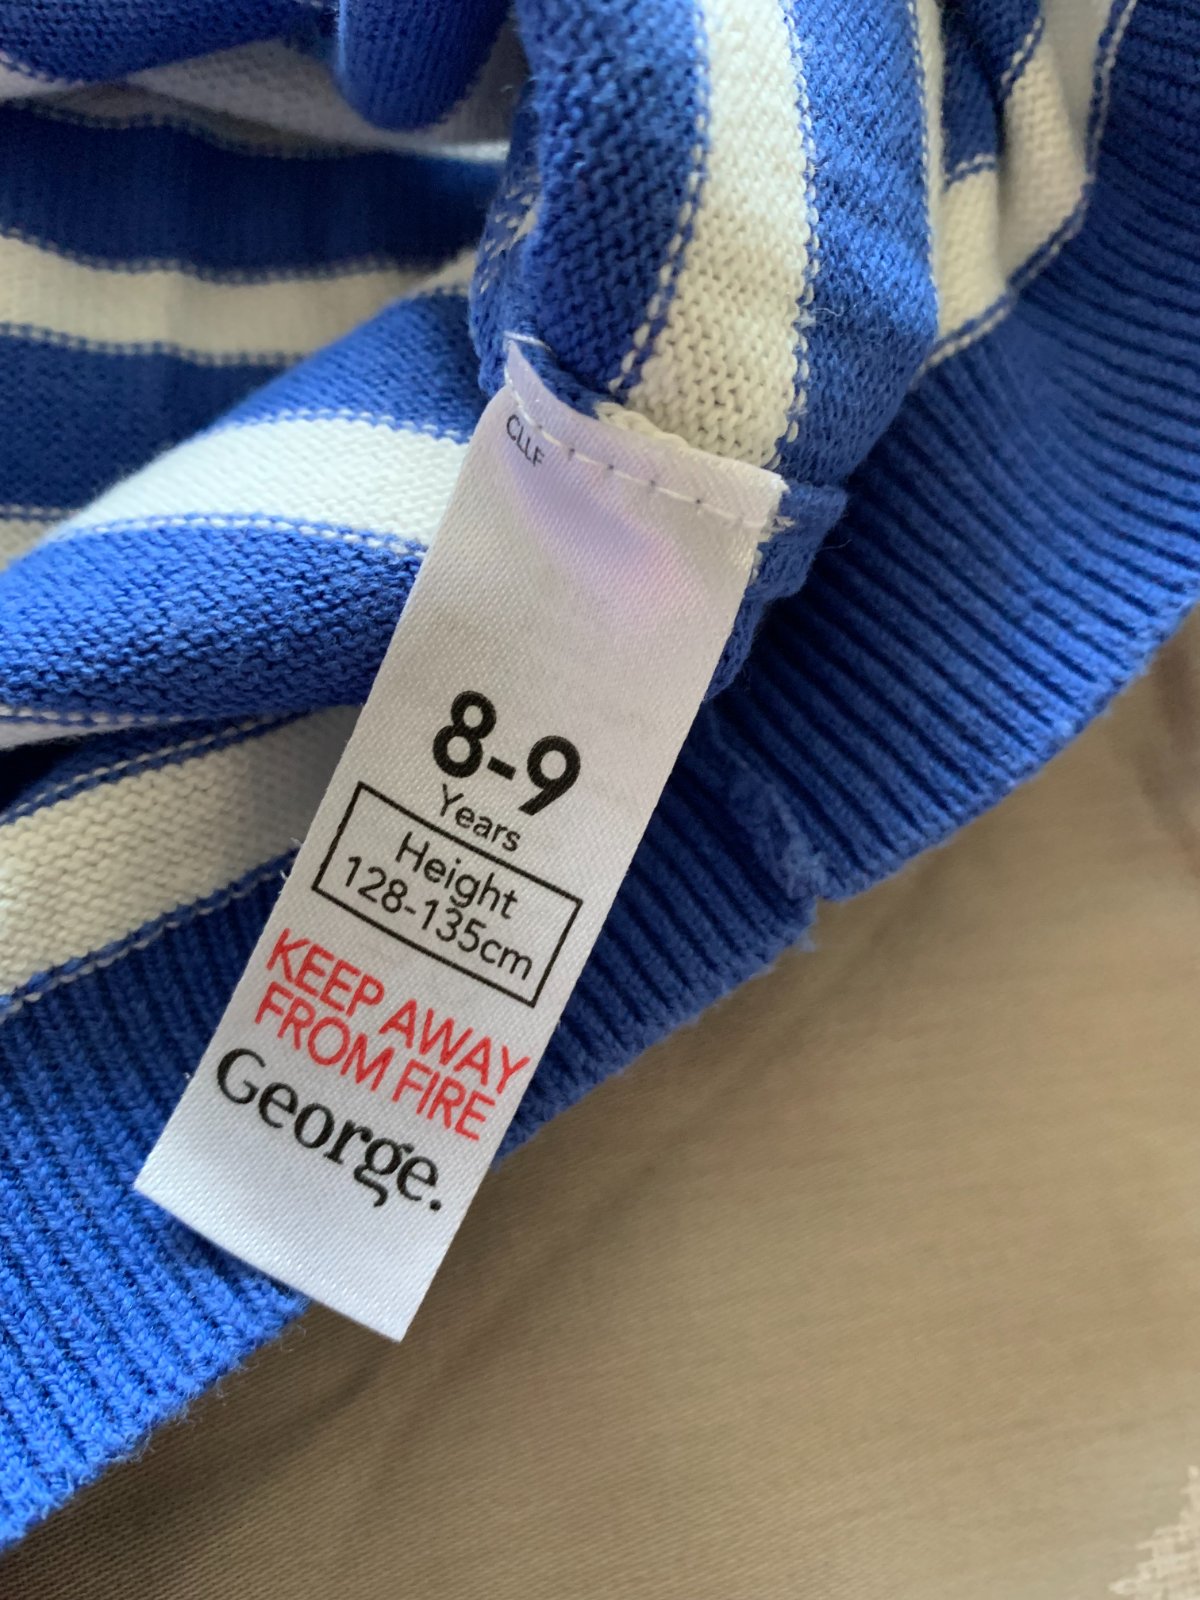 CLLF
8-9
Years
Height
128-135cm
KEEP AWAY
FROM FIRE
George.